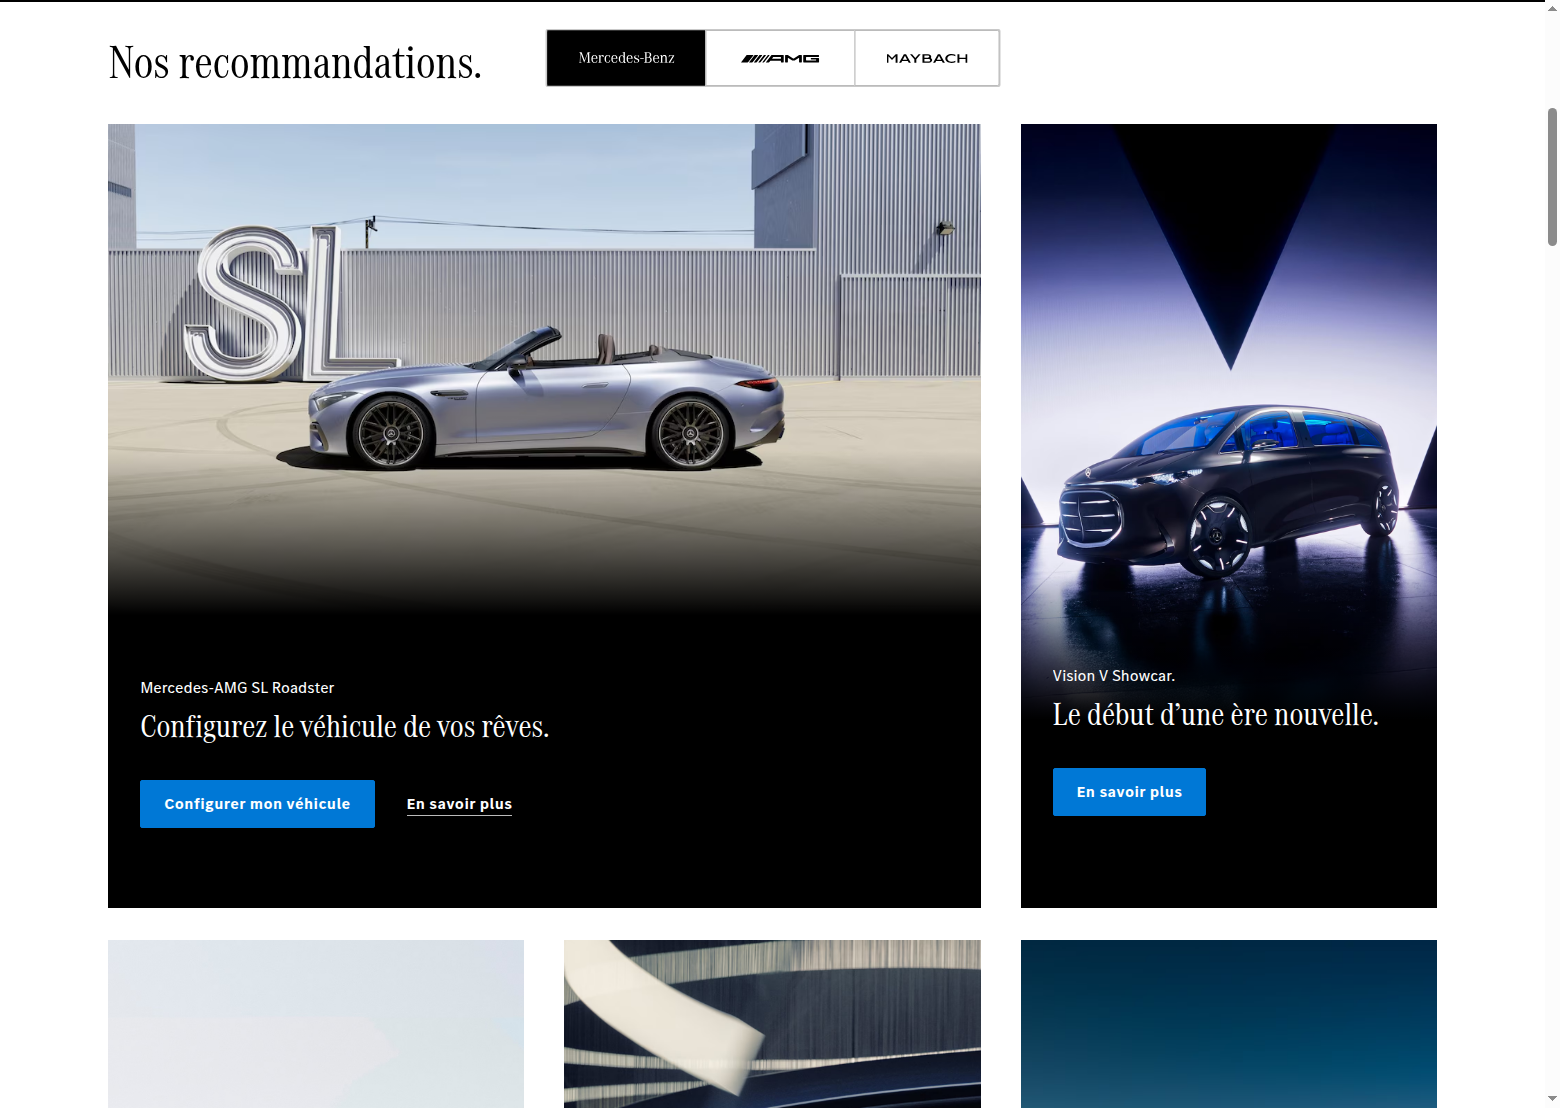 Nos recommandations.
Mercedes-Benz
AMG
MAYBACH
SL
Mercedes-AMG SL Roadster
Configurez le véhicule de vos rêves.
Configurer mon véhicule
En savoir plus
Vision V Showcar.
Le début d’une ère nouvelle.
En savoir plus